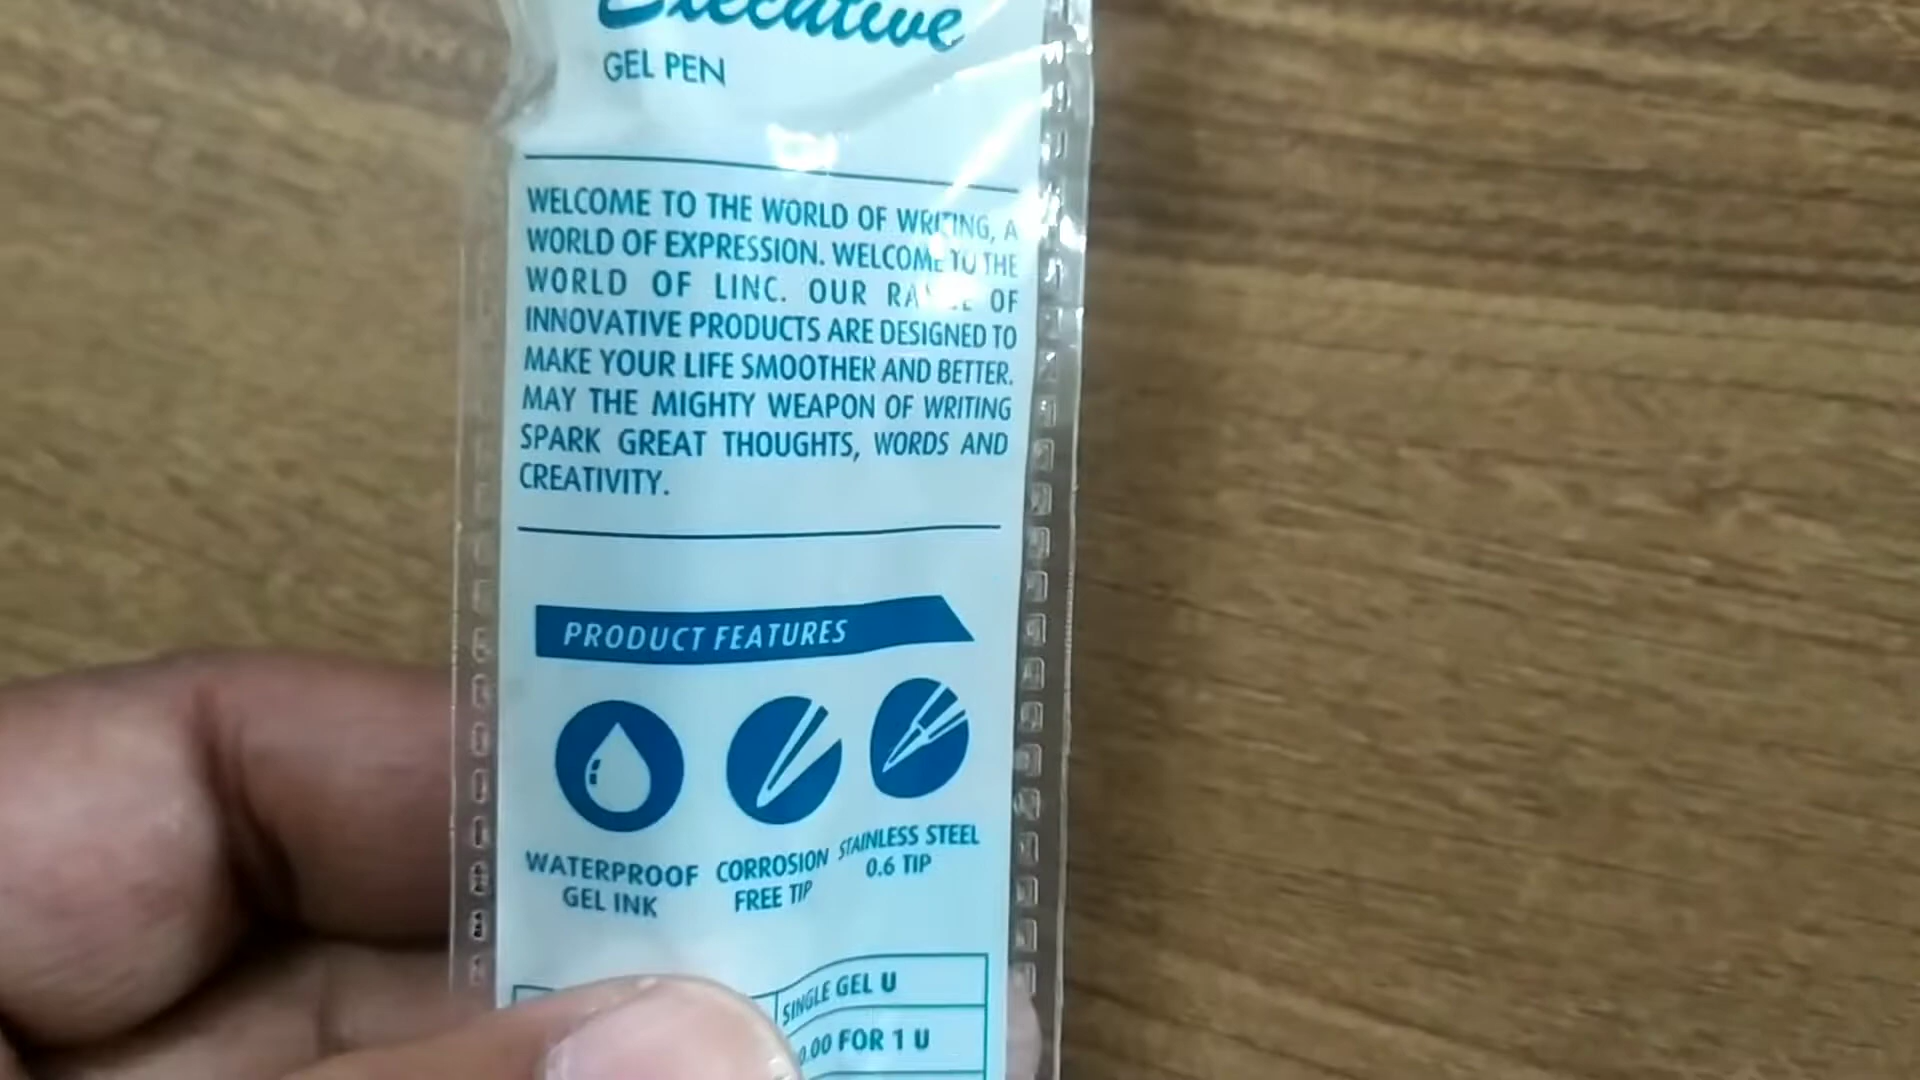 Executive
GEL PEN
WELCOME TO THE WORLD OF WRITING, A
WORLD OF EXPRESSION. WELCOME TO THE
WORLD OF LINC. OUR OF
INNOVATIVE PRODUCTS ARE DESIGNED TO
MAKE YOUR LIFE SMOOTHER AND BETTER.
MAY THE MIGHTY WEAPON OF WRITING
SPARK GREAT THOUGHTS, WORDS AND
CREATIVITY.
PRODUCT FEATURES
WATERPROOF
GEL INK
CORROSION
FREE TIP
STAINLESS STEEL
0.6 TIP
SINGLE GEL U
FOR 1 U